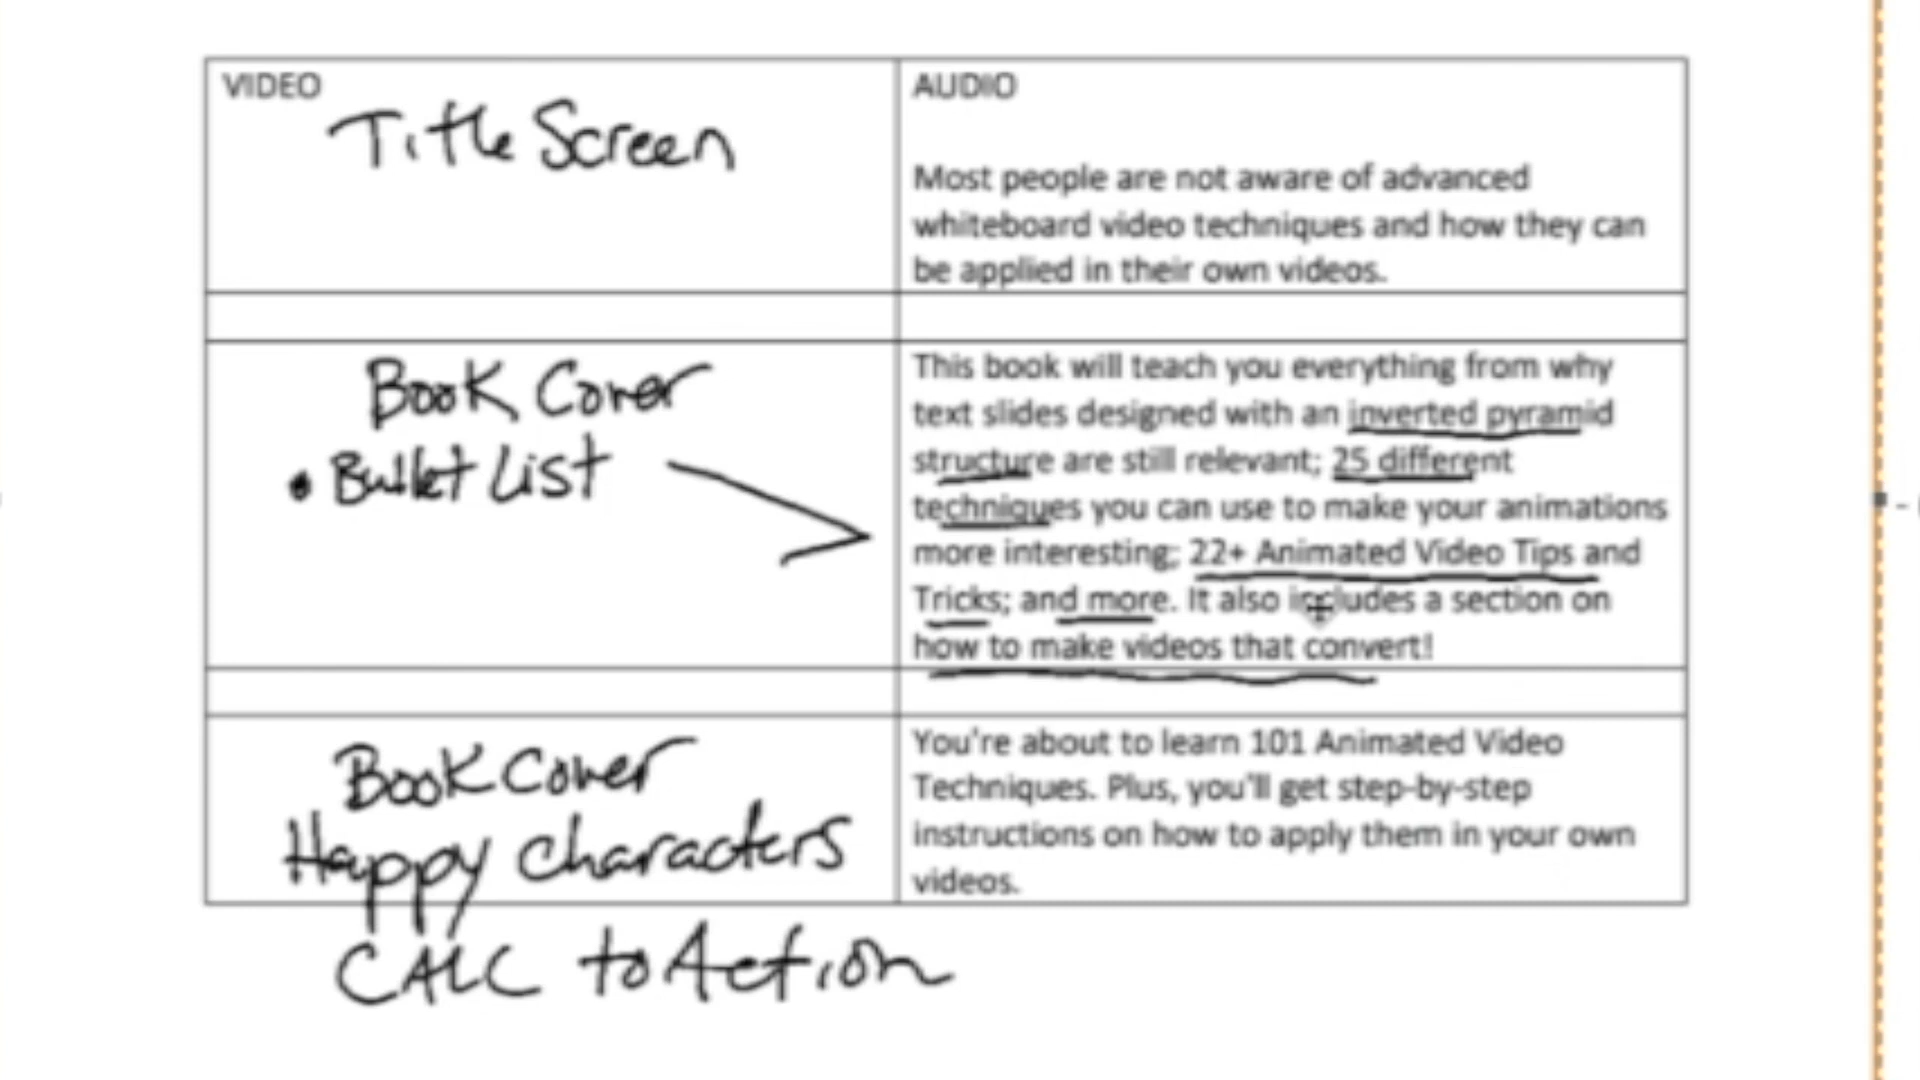 VIDEO
Title Screen
AUDIO
Most people are not aware of advanced
whiteboard video techniques and how they can
be applied in their own videos.
Book Cover
• Bullet List
This book will teach you everything from why
text slides designed with an inverted pyramid
structure are still relevant; 25 different
techniques you can use to make your animations
more interesting; 22+ Animated Video Tips and
Tricks; and more. It also includes a section on
how to make videos that convert!
Book Cover
Happy Characters
CALL to Action
You're about to learn 101 Animated Video
Techniques. Plus, you'll get step-by-step
instructions on how to apply them in your own
videos.